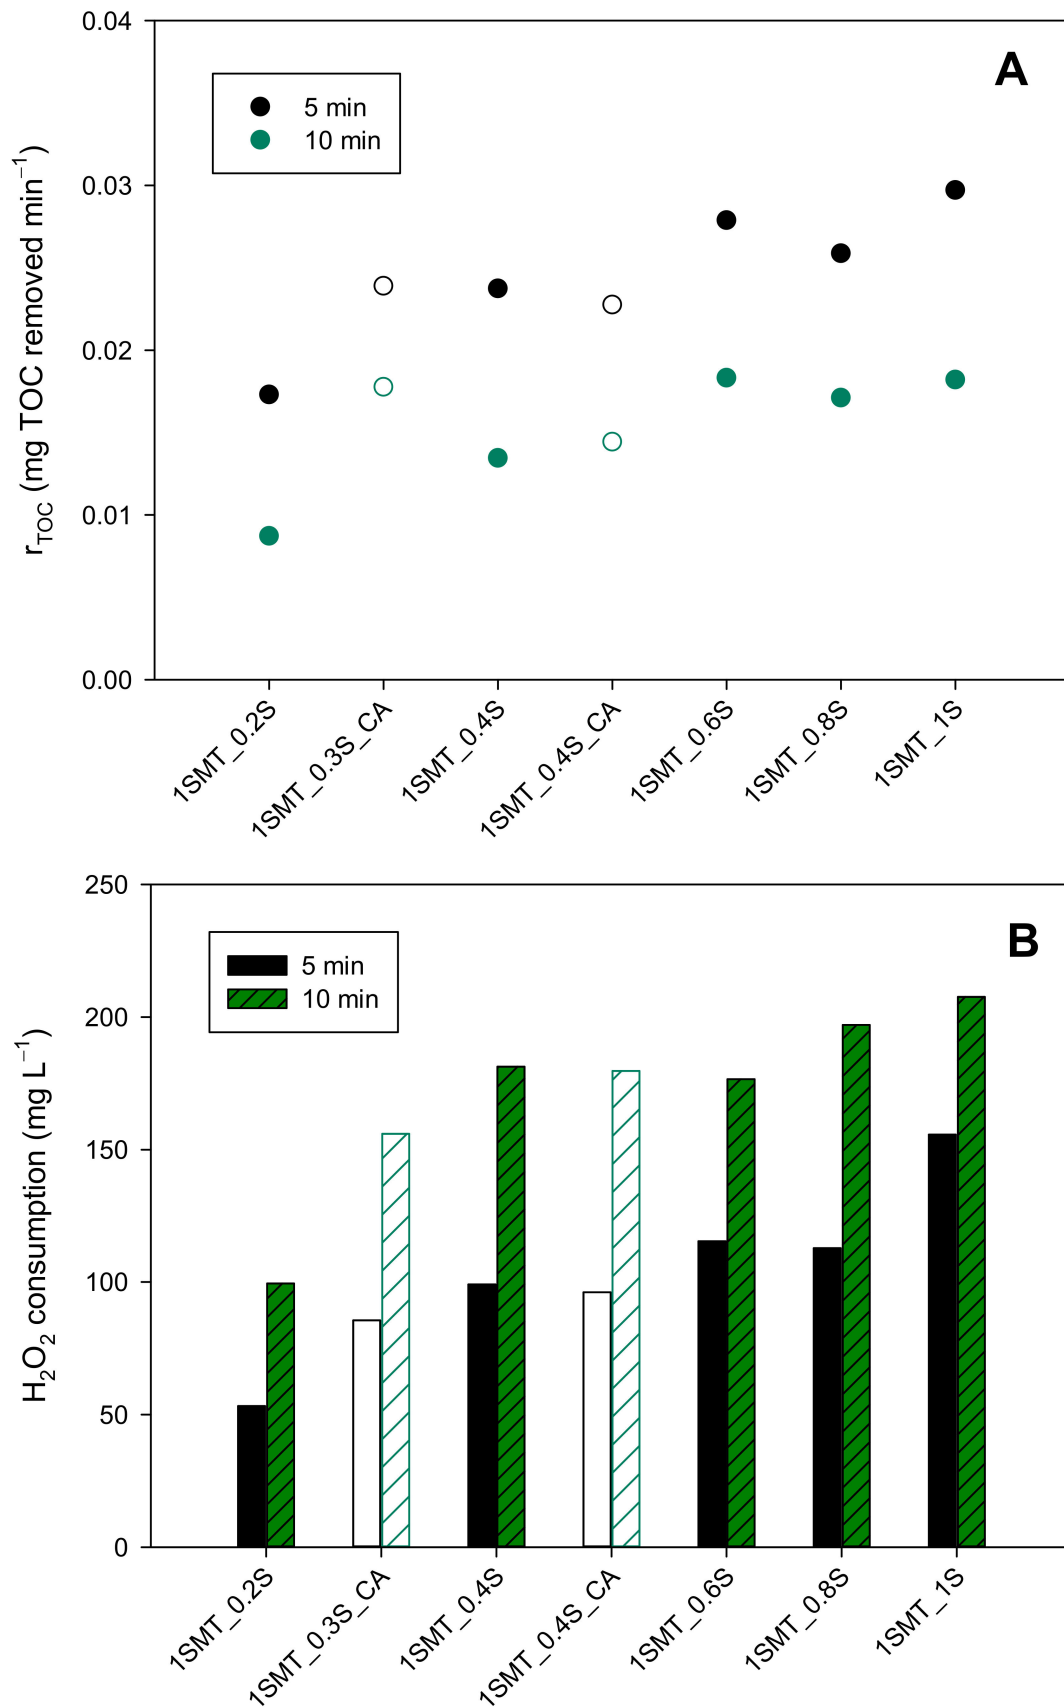 A
5 min
10 min
r_TOC (mg TOC removed min⁻¹)
0.04
0.03
0.02
0.01
0.00
1SMT_0.2S
1SMT_0.3S_CA
1SMT_0.4S
1SMT_0.4S_CA
1SMT_0.6S
1SMT_0.8S
1SMT_1S
B
5 min
10 min
H₂O₂ consumption (mg L⁻¹)
250
200
150
100
50
0
1SMT_0.2S
1SMT_0.3S_CA
1SMT_0.4S
1SMT_0.4S_CA
1SMT_0.6S
1SMT_0.8S
1SMT_1S